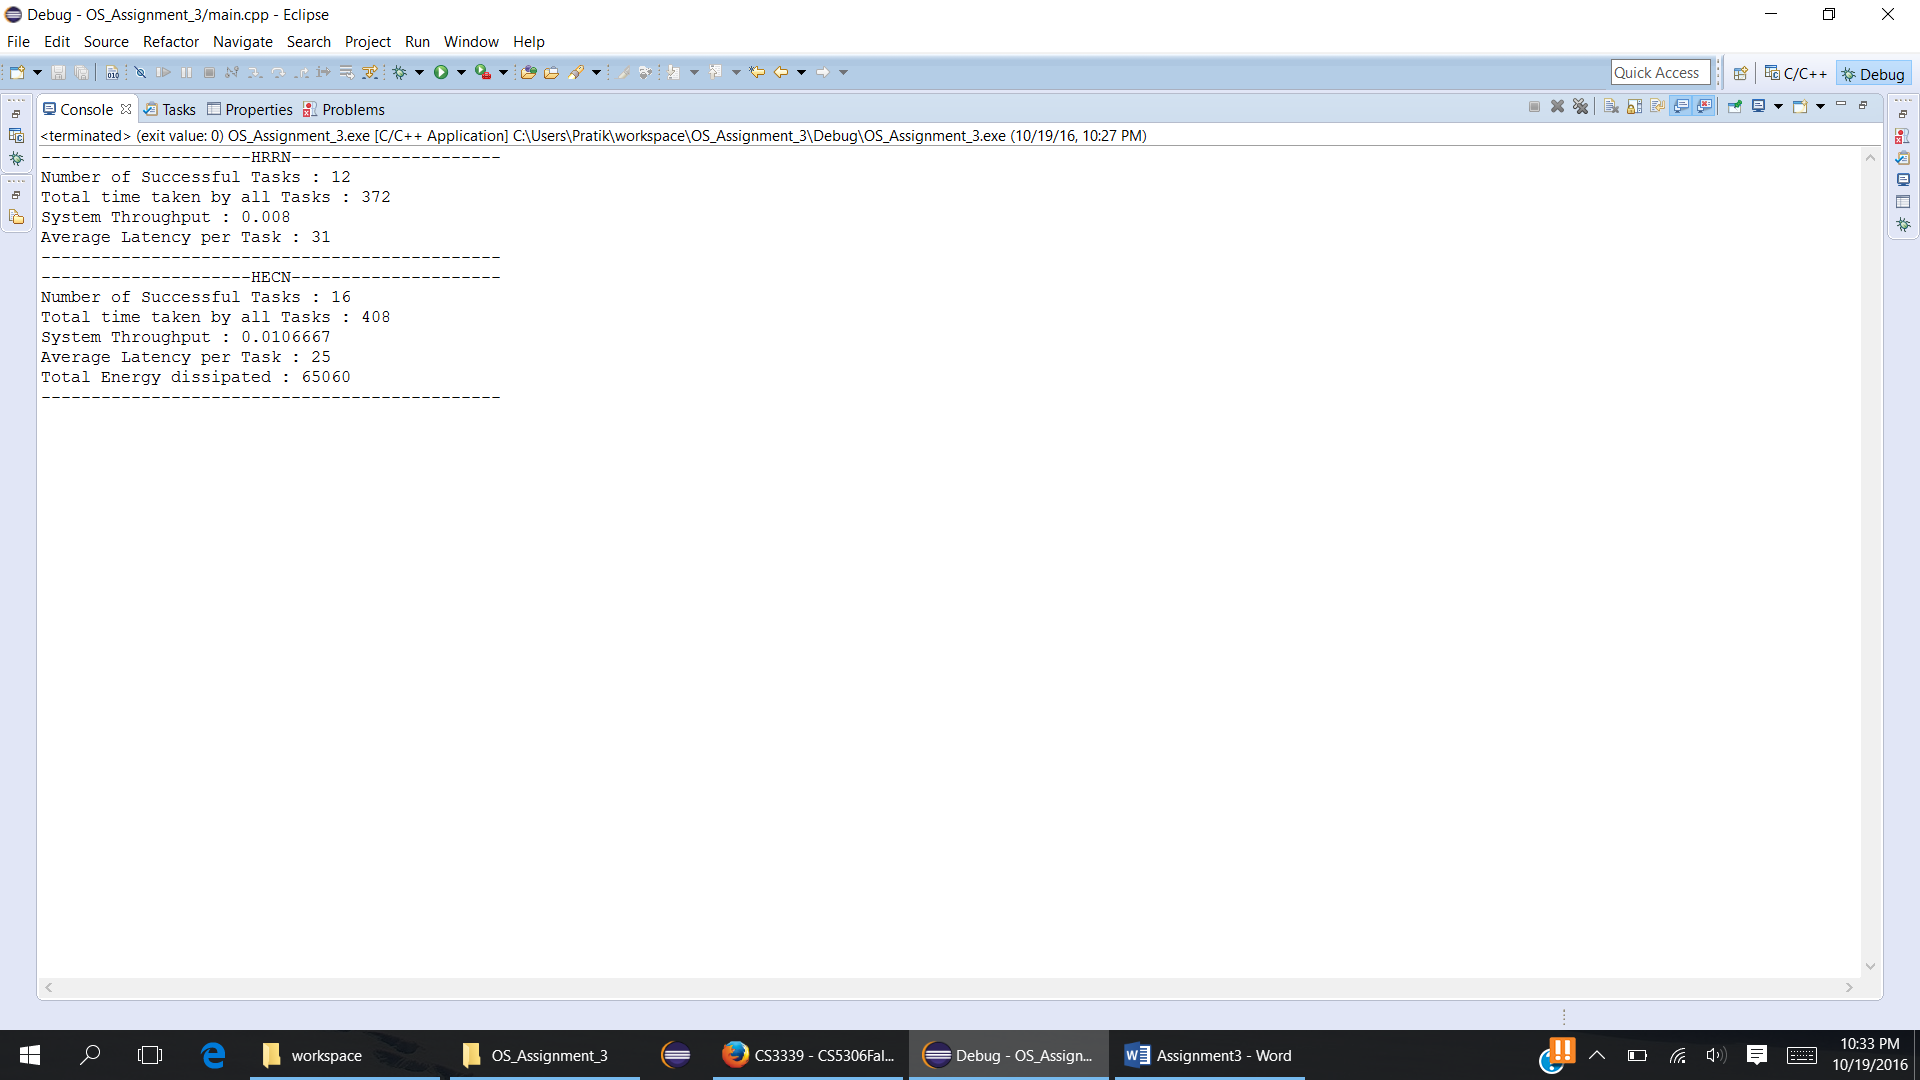 Debug - OS_Assignment_3/main.cpp - Eclipse
File Edit Source Refactor Navigate Search Project Run Window Help
Quick Access C/C++ Debug
Console Tasks Properties Problems
<terminated> (exit value: 0) OS_Assignment_3.exe [C/C++ Application] C:\Users\Pratik\workspace\OS_Assignment_3\Debug\OS_Assignment_3.exe (10/19/16, 10:27 PM)
---------------------HRRN---------------------
Number of Successful Tasks : 12
Total time taken by all Tasks : 372
System Throughput : 0.008
Average Latency per Task : 31
----------------------------------------------
---------------------HECN---------------------
Number of Successful Tasks : 16
Total time taken by all Tasks : 408
System Throughput : 0.0106667
Average Latency per Task : 25
Total Energy dissipated : 65060
----------------------------------------------
workspace OS_Assignment_3 CS3339 - CS5306Fal... Debug - OS_Assign... Assignment3 - Word 10:33 PM
10/19/2016